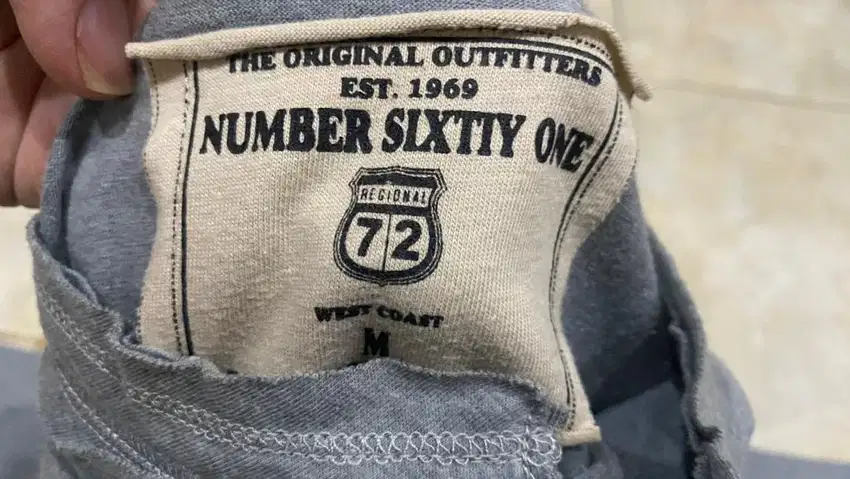 THE ORIGINAL OUTFITTERS
EST. 1969
NUMBER SIXTIY ONE
REGIONAL
72
WEST COAST
M